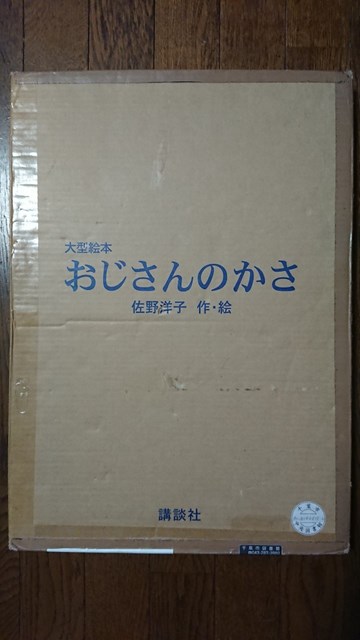 大型絵本
おじさんのかさ
佐野洋子 作・絵
講談社